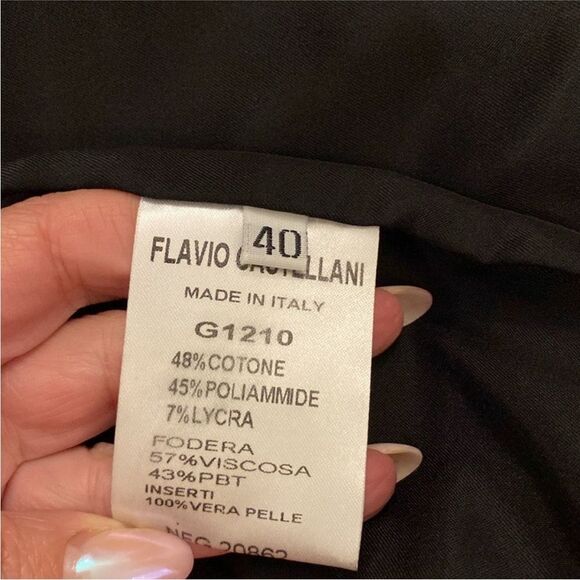 40
FLAVIO CASTELLANI
MADE IN ITALY
G1210
48%COTONE
45%POLIAMMIDE
7%LYCRA
FODERA
57%VISCOSA
43%PBT
INSERTI
100%VERA PELLE
20862